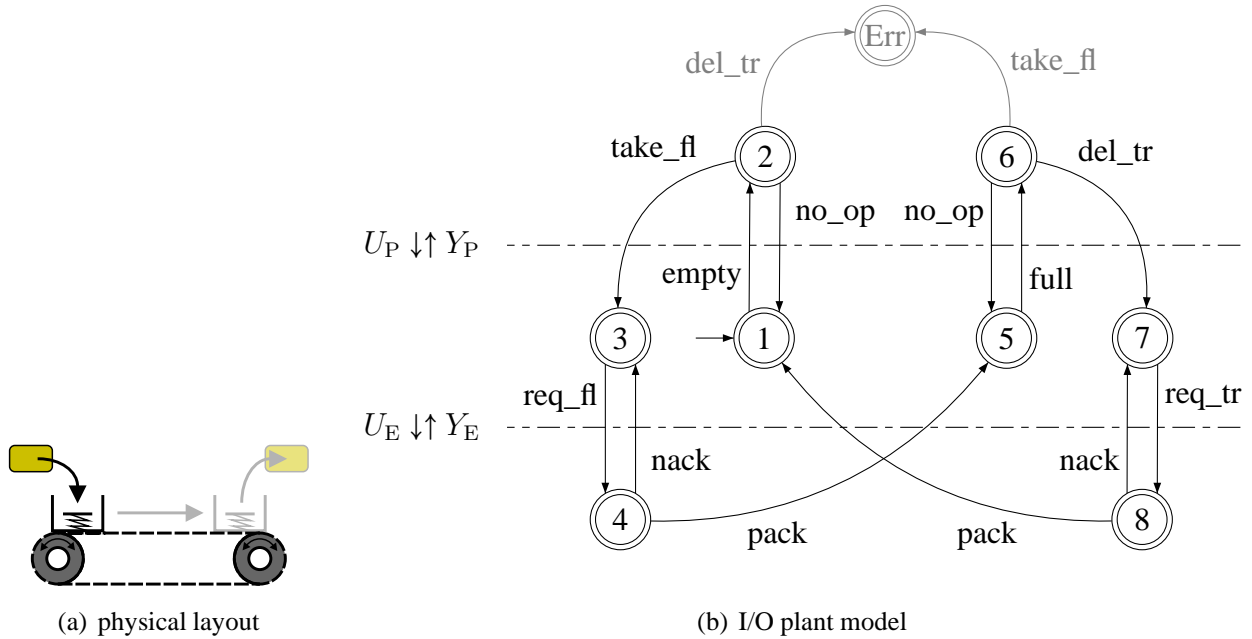 Err
del_tr
take_fl
take_fl
2
6
del_tr
no_op
no_op
U_P ↓↑ Y_P
empty
full
3
1
5
7
req_fl
req_tr
U_E ↓↑ Y_E
nack
nack
4
8
pack
pack
(a) physical layout
(b) I/O plant model